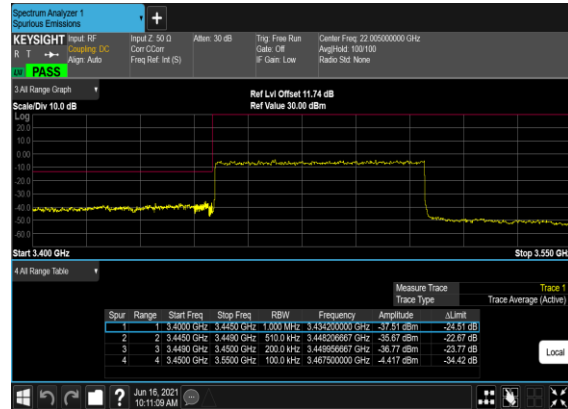 Spectrum Analyzer 1
Spurious Emissions
+
KEYSIGHT Input: RF Input Z: 50 Ω Atten: 30 dB Trig: Free Run Center Freq: 22.005000000 GHz
R T Coupling: DC Corr CCorr Gate: Off Avg|Hold: 100/100
Align: Auto Freq Ref: Int (S) IF Gain: Low Radio Std: None
LW PASS
3 All Range Graph
Ref Lvl Offset 11.74 dB
Scale/Div 10.0 dB Ref Value 30.00 dBm
Log
20.0
10.0
0.00
-10.0
-20.0
-30.0
-40.0
-50.0
-60.0
Start 3.400 GHz Stop 3.550 GHz
4 All Range Table
Measure Trace Trace 1
Trace Type Trace Average (Active)
Spur Range Start Freq Stop Freq RBW Frequency Amplitude ΔLimit
1 1 3.4000 GHz 3.4450 GHz 1.000 MHz 3.434200000 GHz -37.51 dBm -24.51 dB
2 2 3.4450 GHz 3.4490 GHz 510.0 kHz 3.448206667 GHz -35.67 dBm -22.67 dB
3 3 3.4490 GHz 3.4500 GHz 200.0 kHz 3.449956667 GHz -36.77 dBm -23.77 dB
4 4 3.4500 GHz 3.5500 GHz 100.0 kHz 3.467500000 GHz -4.417 dBm -34.42 dB
Local
? Jun 16, 2021
10:11:09 AM